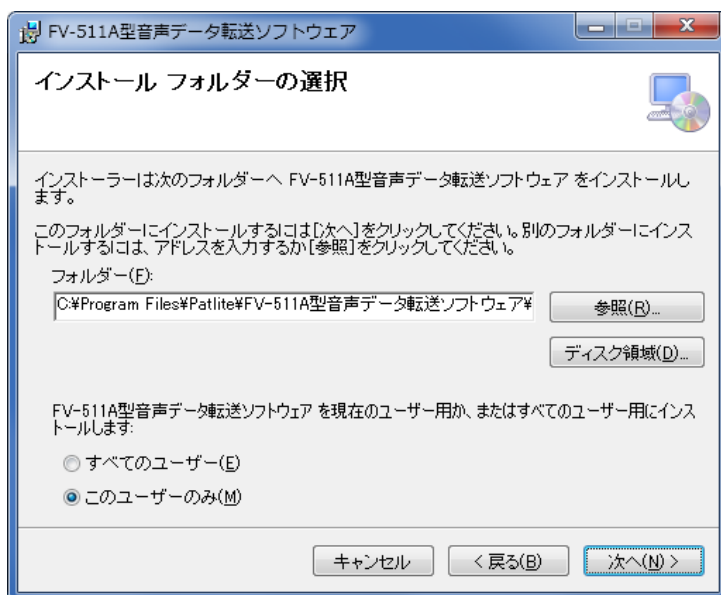 FV-511A型音声データ転送ソフトウェア
インストール フォルダーの選択
インストーラーは次のフォルダーへ FV-511A型音声データ転送ソフトウェア をインストールし
ます。
このフォルダーにインストールするには[次へ]をクリックしてください。別のフォルダーにインス
トールするには、アドレスを入力するか[参照]をクリックしてください。
フォルダー(F):
C:¥Program Files¥Patlite¥FV-511A型音声データ転送ソフトウェア¥
参照(R)...
ディスク領域(D)...
FV-511A型音声データ転送ソフトウェア を現在のユーザー用か、またはすべてのユーザー用にインス
トールします:
すべてのユーザー(E)
このユーザーのみ(M)
キャンセル
< 戻る(B)
次へ(N) >